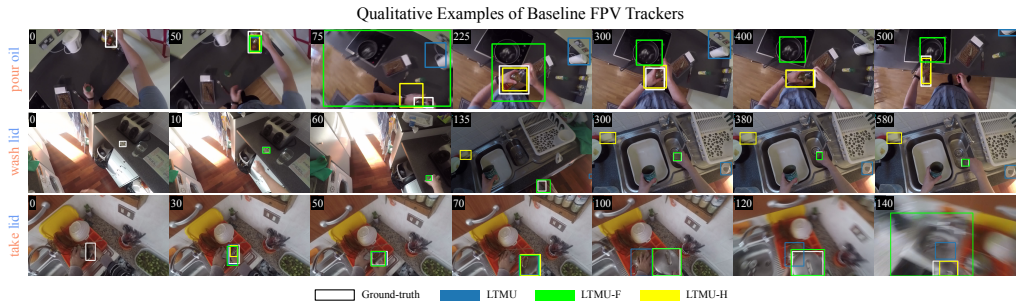 Qualitative Examples of Baseline FPV Trackers
pour oil
0 50 75 225 300 400 500
wash lid
0 10 60 135 300 380 580
take lid
0 30 50 70 100 120 140
Ground-truth LTMU LTMU-F LTMU-H